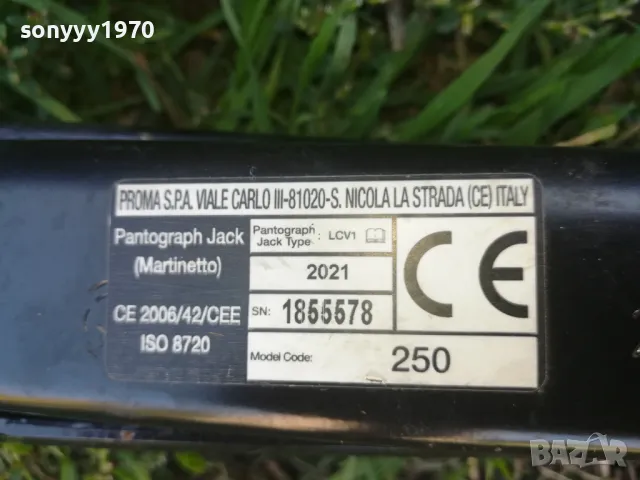 sonyyy1970
PROMA S.P.A. VIALE CARLO III-81020-S. NICOLA LA STRADA (CE) ITALY
Pantograph Jack
(Martinetto)
CE 2006/42/CEE
ISO 8720
Pantograph
Jack Type : LCV1
2021
SN: 1855578
Model Code: 250
CE
BAZAR